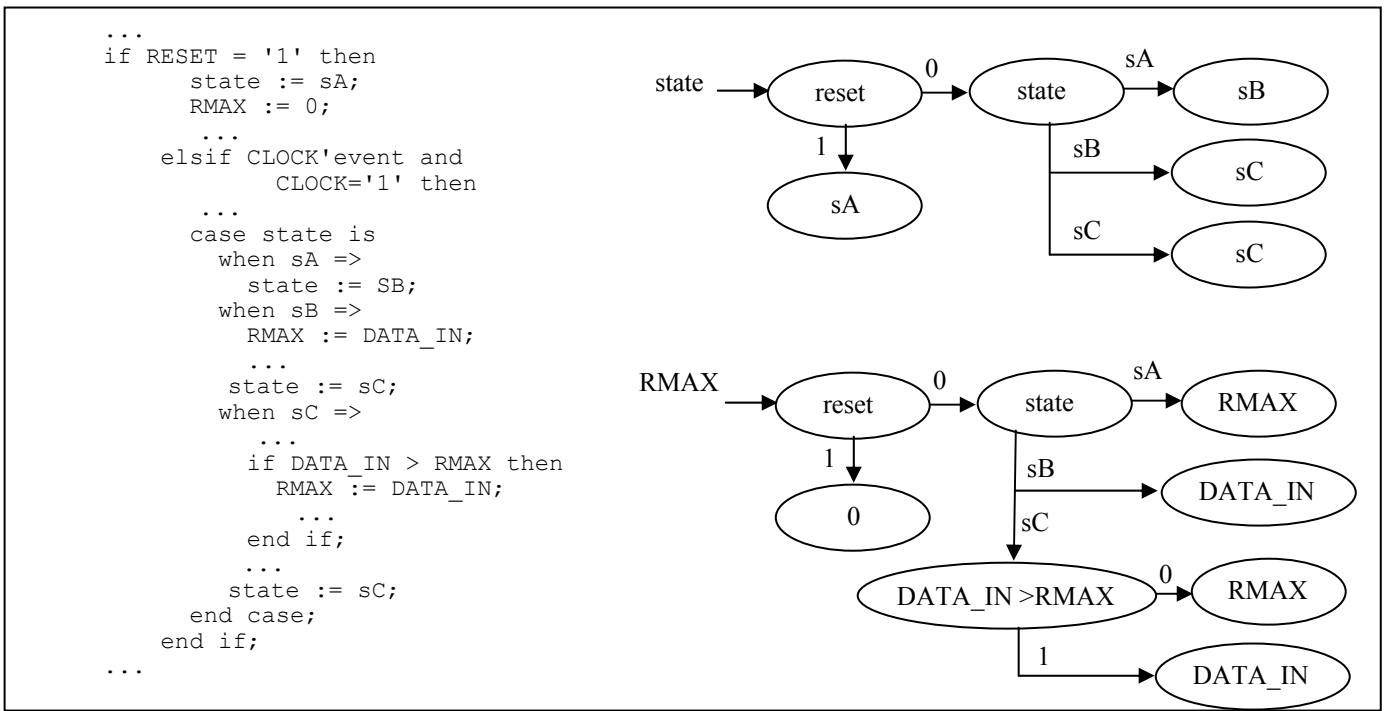 ...
if RESET = '1' then
state := sA;
RMAX := 0;
...
elsif CLOCK'event and
CLOCK='1' then
...
case state is
when sA =>
state := SB;
when sB =>
RMAX := DATA_IN;
...
state := sC;
when sC =>
...
if DATA_IN > RMAX then
RMAX := DATA_IN;
...
end if;
...
state := sC;
end case;
end if;
...
state
reset
0
state
sA
sB
1
sA
sB
sC
sC
sC
RMAX
reset
0
state
sA
RMAX
1
0
sB
DATA_IN
sC
DATA_IN >RMAX
0
RMAX
1
DATA_IN